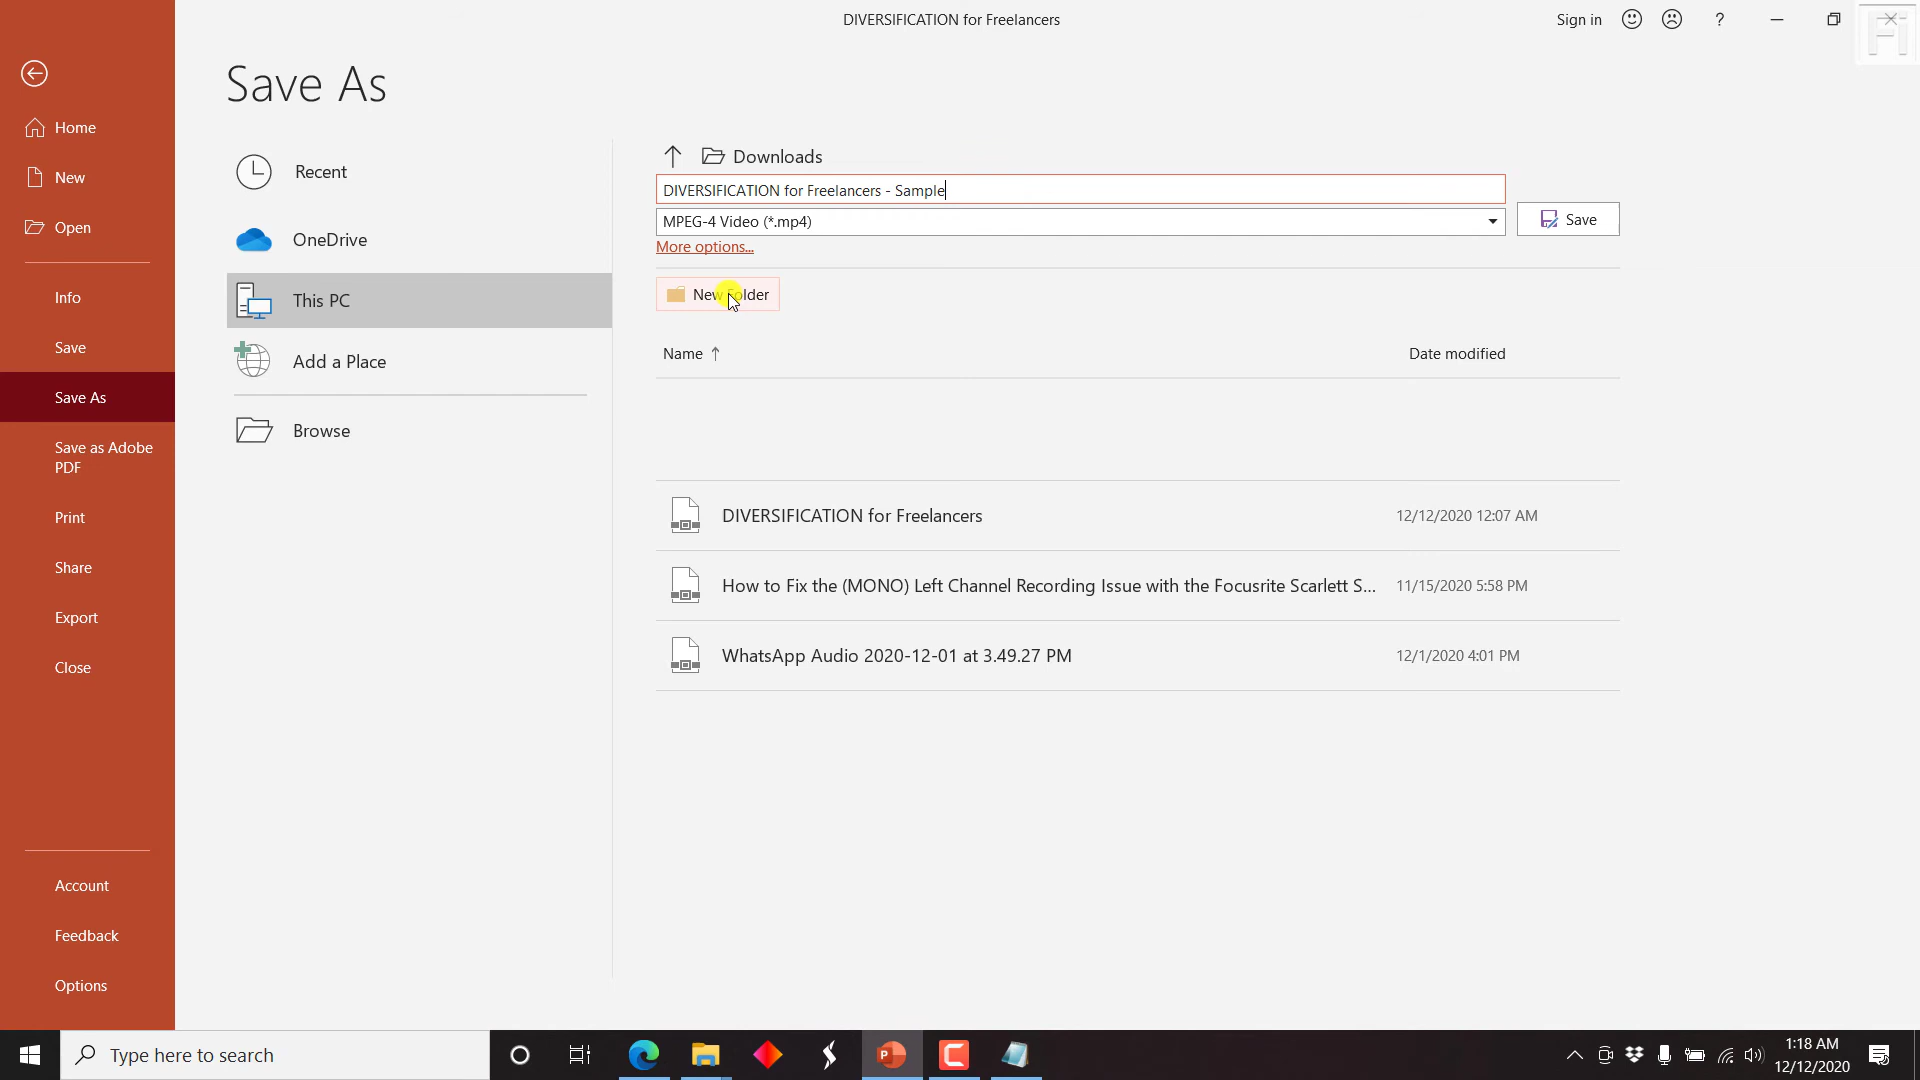 DIVERSIFICATION for Freelancers
Sign in
?
Fi
Save As
Home
New
Open
Info
Save
Save As
Save as Adobe
PDF
Print
Share
Export
Close
Account
Feedback
Options
Recent
OneDrive
This PC
Add a Place
Browse
Downloads
DIVERSIFICATION for Freelancers - Sample
MPEG-4 Video (*.mp4)
Save
More options...
New Folder
Name
Date modified
DIVERSIFICATION for Freelancers
12/12/2020 12:07 AM
How to Fix the (MONO) Left Channel Recording Issue with the Focusrite Scarlett S...
11/15/2020 5:58 PM
WhatsApp Audio 2020-12-01 at 3.49.27 PM
12/1/2020 4:01 PM
Type here to search
1:18 AM
12/12/2020